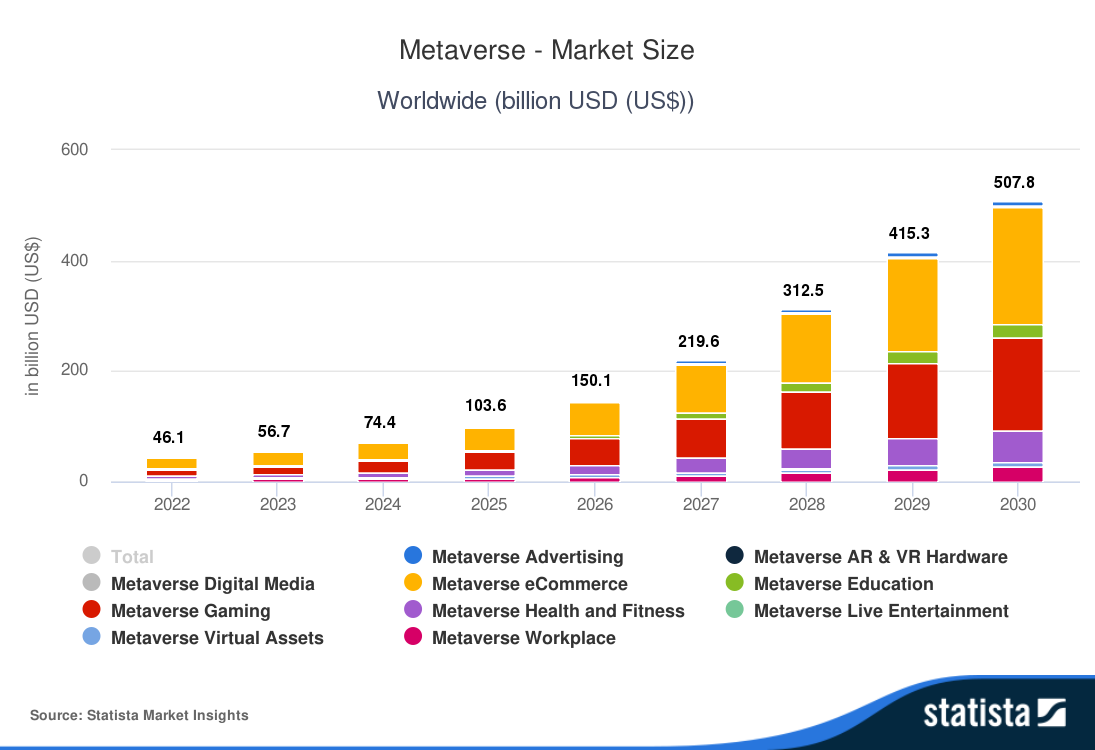 Metaverse - Market Size
Worldwide (billion USD (US$))
in billion USD (US$)
600
400
200
0
46.1
56.7
74.4
103.6
150.1
219.6
312.5
415.3
507.8
2022 2023 2024 2025 2026 2027 2028 2029 2030
Total Metaverse Advertising Metaverse AR & VR Hardware
Metaverse Digital Media Metaverse eCommerce Metaverse Education
Metaverse Gaming Metaverse Health and Fitness Metaverse Live Entertainment
Metaverse Virtual Assets Metaverse Workplace
Source: Statista Market Insights
statista